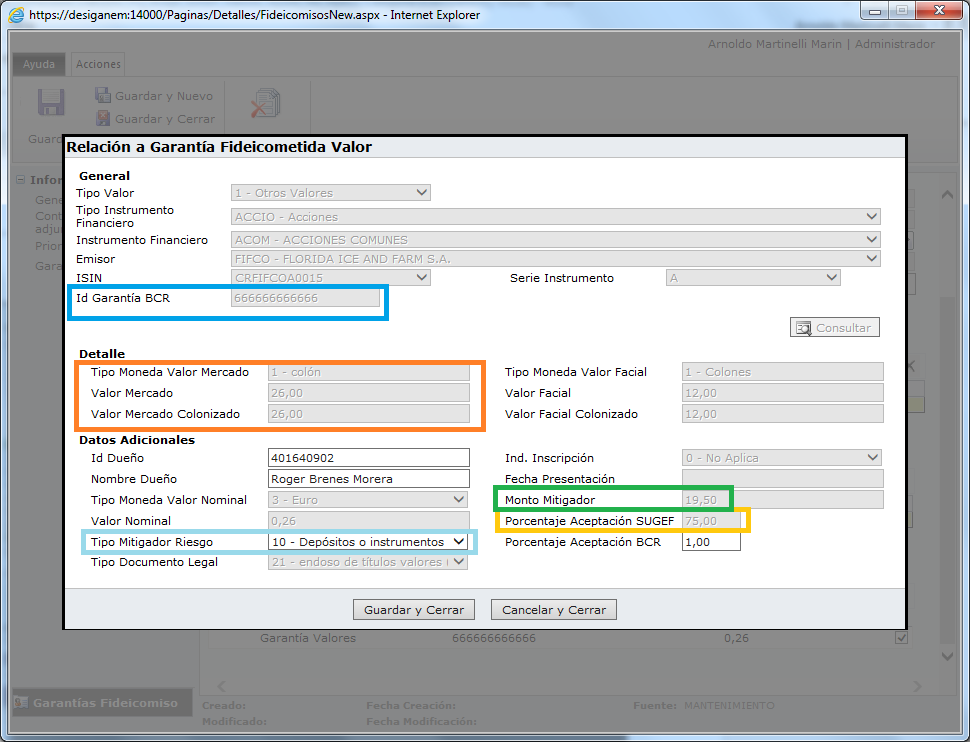 https://desiganem:14000/Paginas/Detalles/FideicomisosNew.aspx - Internet Explorer
Arnoldo Martinelli Marin | Administrador
Ayuda Acciones
Guardar y Nuevo
Guardar y Cerrar
Relación a Garantía Fideicometida Valor
General
Tipo Valor 1 - Otros Valores
Tipo Instrumento Financiero ACCIO - Acciones
Instrumento Financiero ACOM - ACCIONES COMUNES
Emisor FIFCO - FLORIDA ICE AND FARM S.A.
ISIN CRFIFCOA0015 Serie Instrumento A
Id Garantía BCR 666666666666
Consultar
Detalle
Tipo Moneda Valor Mercado 1 - colón Tipo Moneda Valor Facial 1 - Colones
Valor Mercado 26,00 Valor Facial 12,00
Valor Mercado Colonizado 26,00 Valor Facial Colonizado 12,00
Datos Adicionales
Id Dueño 401640902 Ind. Inscripción 0 - No Aplica
Nombre Dueño Roger Brenes Morera Fecha Presentación
Tipo Moneda Valor Nominal 3 - Euro Monto Mitigador 19,50
Valor Nominal 0,26 Porcentaje Aceptación SUGEF 75,00
Tipo Mitigador Riesgo 10 - Depósitos o instrumentos Porcentaje Aceptación BCR 1,00
Tipo Documento Legal 21 - endoso de títulos valores
Guardar y Cerrar Cancelar y Cerrar
Garantía Valores 666666666666 0,26
Garantías Fideicomiso
Creado: Fecha Creación: Fuente: MANTENIMIENTO
Modificado: Fecha Modificación: